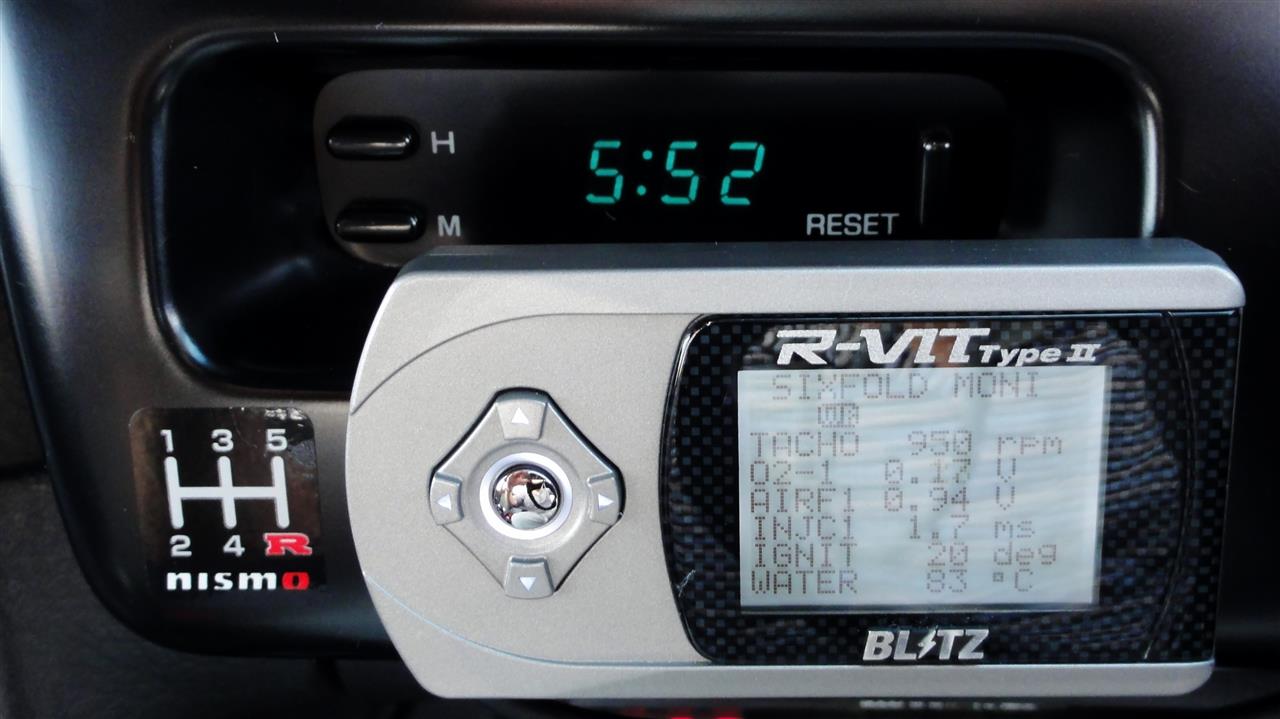 H
5:52
M
RESET
R-VIT Type II
SIXFOLD MONI
TACHO 950 rpm
O2-1 0.17 V
AIRF1 0.94 V
INJC1 1.7 ms
IGNIT 20 deg
WATER 83 °C
BLITZ
1 3 5
2 4 R
nismo